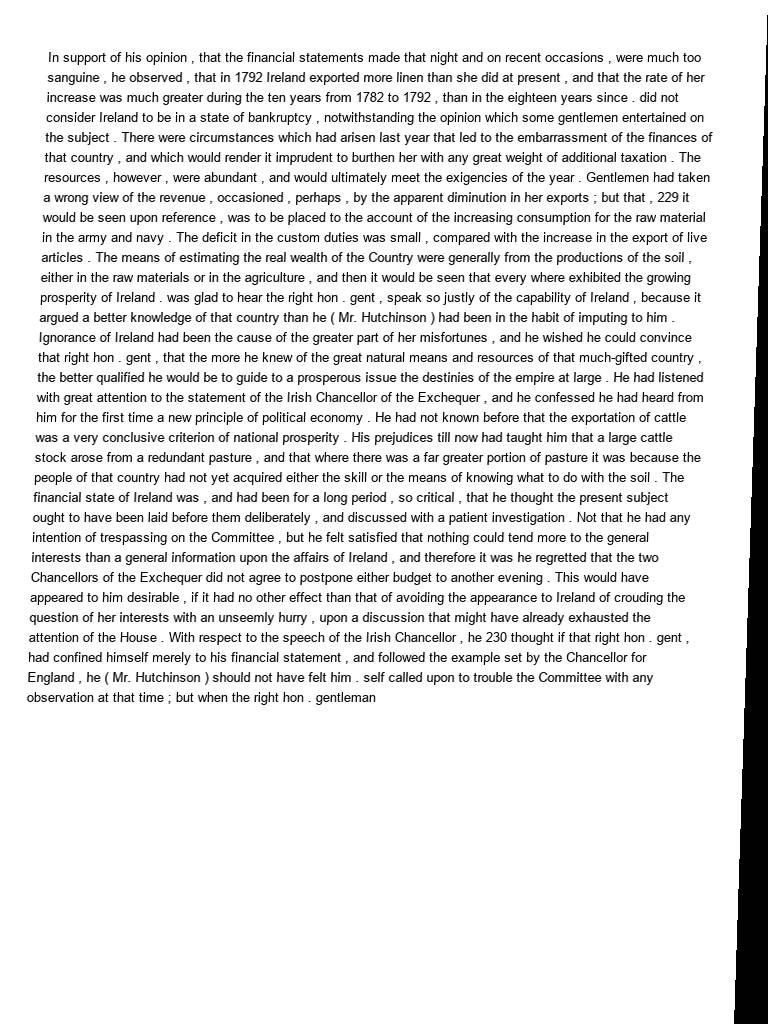 In support of his opinion , that the financial statements made that night and on recent occasions , were much too
sanguine , he observed , that in 1792 Ireland exported more linen than she did at present , and that the rate of her
increase was much greater during the ten years from 1782 to 1792 , than in the eighteen years since . did not
consider Ireland to be in a state of bankruptcy , notwithstanding the opinion which some gentlemen entertained on
the subject . There were circumstances which had arisen last year that led to the embarrassment of the finances of
that country , and which would render it imprudent to burthen her with any great weight of additional taxation . The
resources , however , were abundant , and would ultimately meet the exigencies of the year . Gentlemen had taken
a wrong view of the revenue , occasioned , perhaps , by the apparent diminution in her exports ; but that , 229 it
would be seen upon reference , was to be placed to the account of the increasing consumption for the raw material
in the army and navy . The deficit in the custom duties was small , compared with the increase in the export of live
articles . The means of estimating the real wealth of the Country were generally from the productions of the soil ,
either in the raw materials or in the agriculture , and then it would be seen that every where exhibited the growing
prosperity of Ireland . was glad to hear the right hon . gent , speak so justly of the capability of Ireland , because it
argued a better knowledge of that country than he ( Mr. Hutchinson ) had been in the habit of imputing to him .
Ignorance of Ireland had been the cause of the greater part of her misfortunes , and he wished he could convince
that right hon . gent , that the more he knew of the great natural means and resources of that much-gifted country ,
the better qualified he would be to guide to a prosperous issue the destinies of the empire at large . He had listened
with great attention to the statement of the Irish Chancellor of the Exchequer , and he confessed he had heard from
him for the first time a new principle of political economy . He had not known before that the exportation of cattle
was a very conclusive criterion of national prosperity . His prejudices till now had taught him that a large cattle
stock arose from a redundant pasture , and that where there was a far greater portion of pasture it was because the
people of that country had not yet acquired either the skill or the means of knowing what to do with the soil . The
financial state of Ireland was , and had been for a long period , so critical , that he thought the present subject
ought to have been laid before them deliberately , and discussed with a patient investigation . Not that he had any
intention of trespassing on the Committee , but he felt satisfied that nothing could tend more to the general
interests than a general information upon the affairs of Ireland , and therefore it was he regretted that the two
Chancellors of the Exchequer did not agree to postpone either budget to another evening . This would have
appeared to him desirable , if it had no other effect than that of avoiding the appearance to Ireland of crouding the
question of her interests with an unseemly hurry , upon a discussion that might have already exhausted the
attention of the House . With respect to the speech of the Irish Chancellor , he 230 thought if that right hon . gent ,
had confined himself merely to his financial statement , and followed the example set by the Chancellor for
England , he ( Mr. Hutchinson ) should not have felt him . self called upon to trouble the Committee with any
observation at that time ; but when the right hon . gentleman